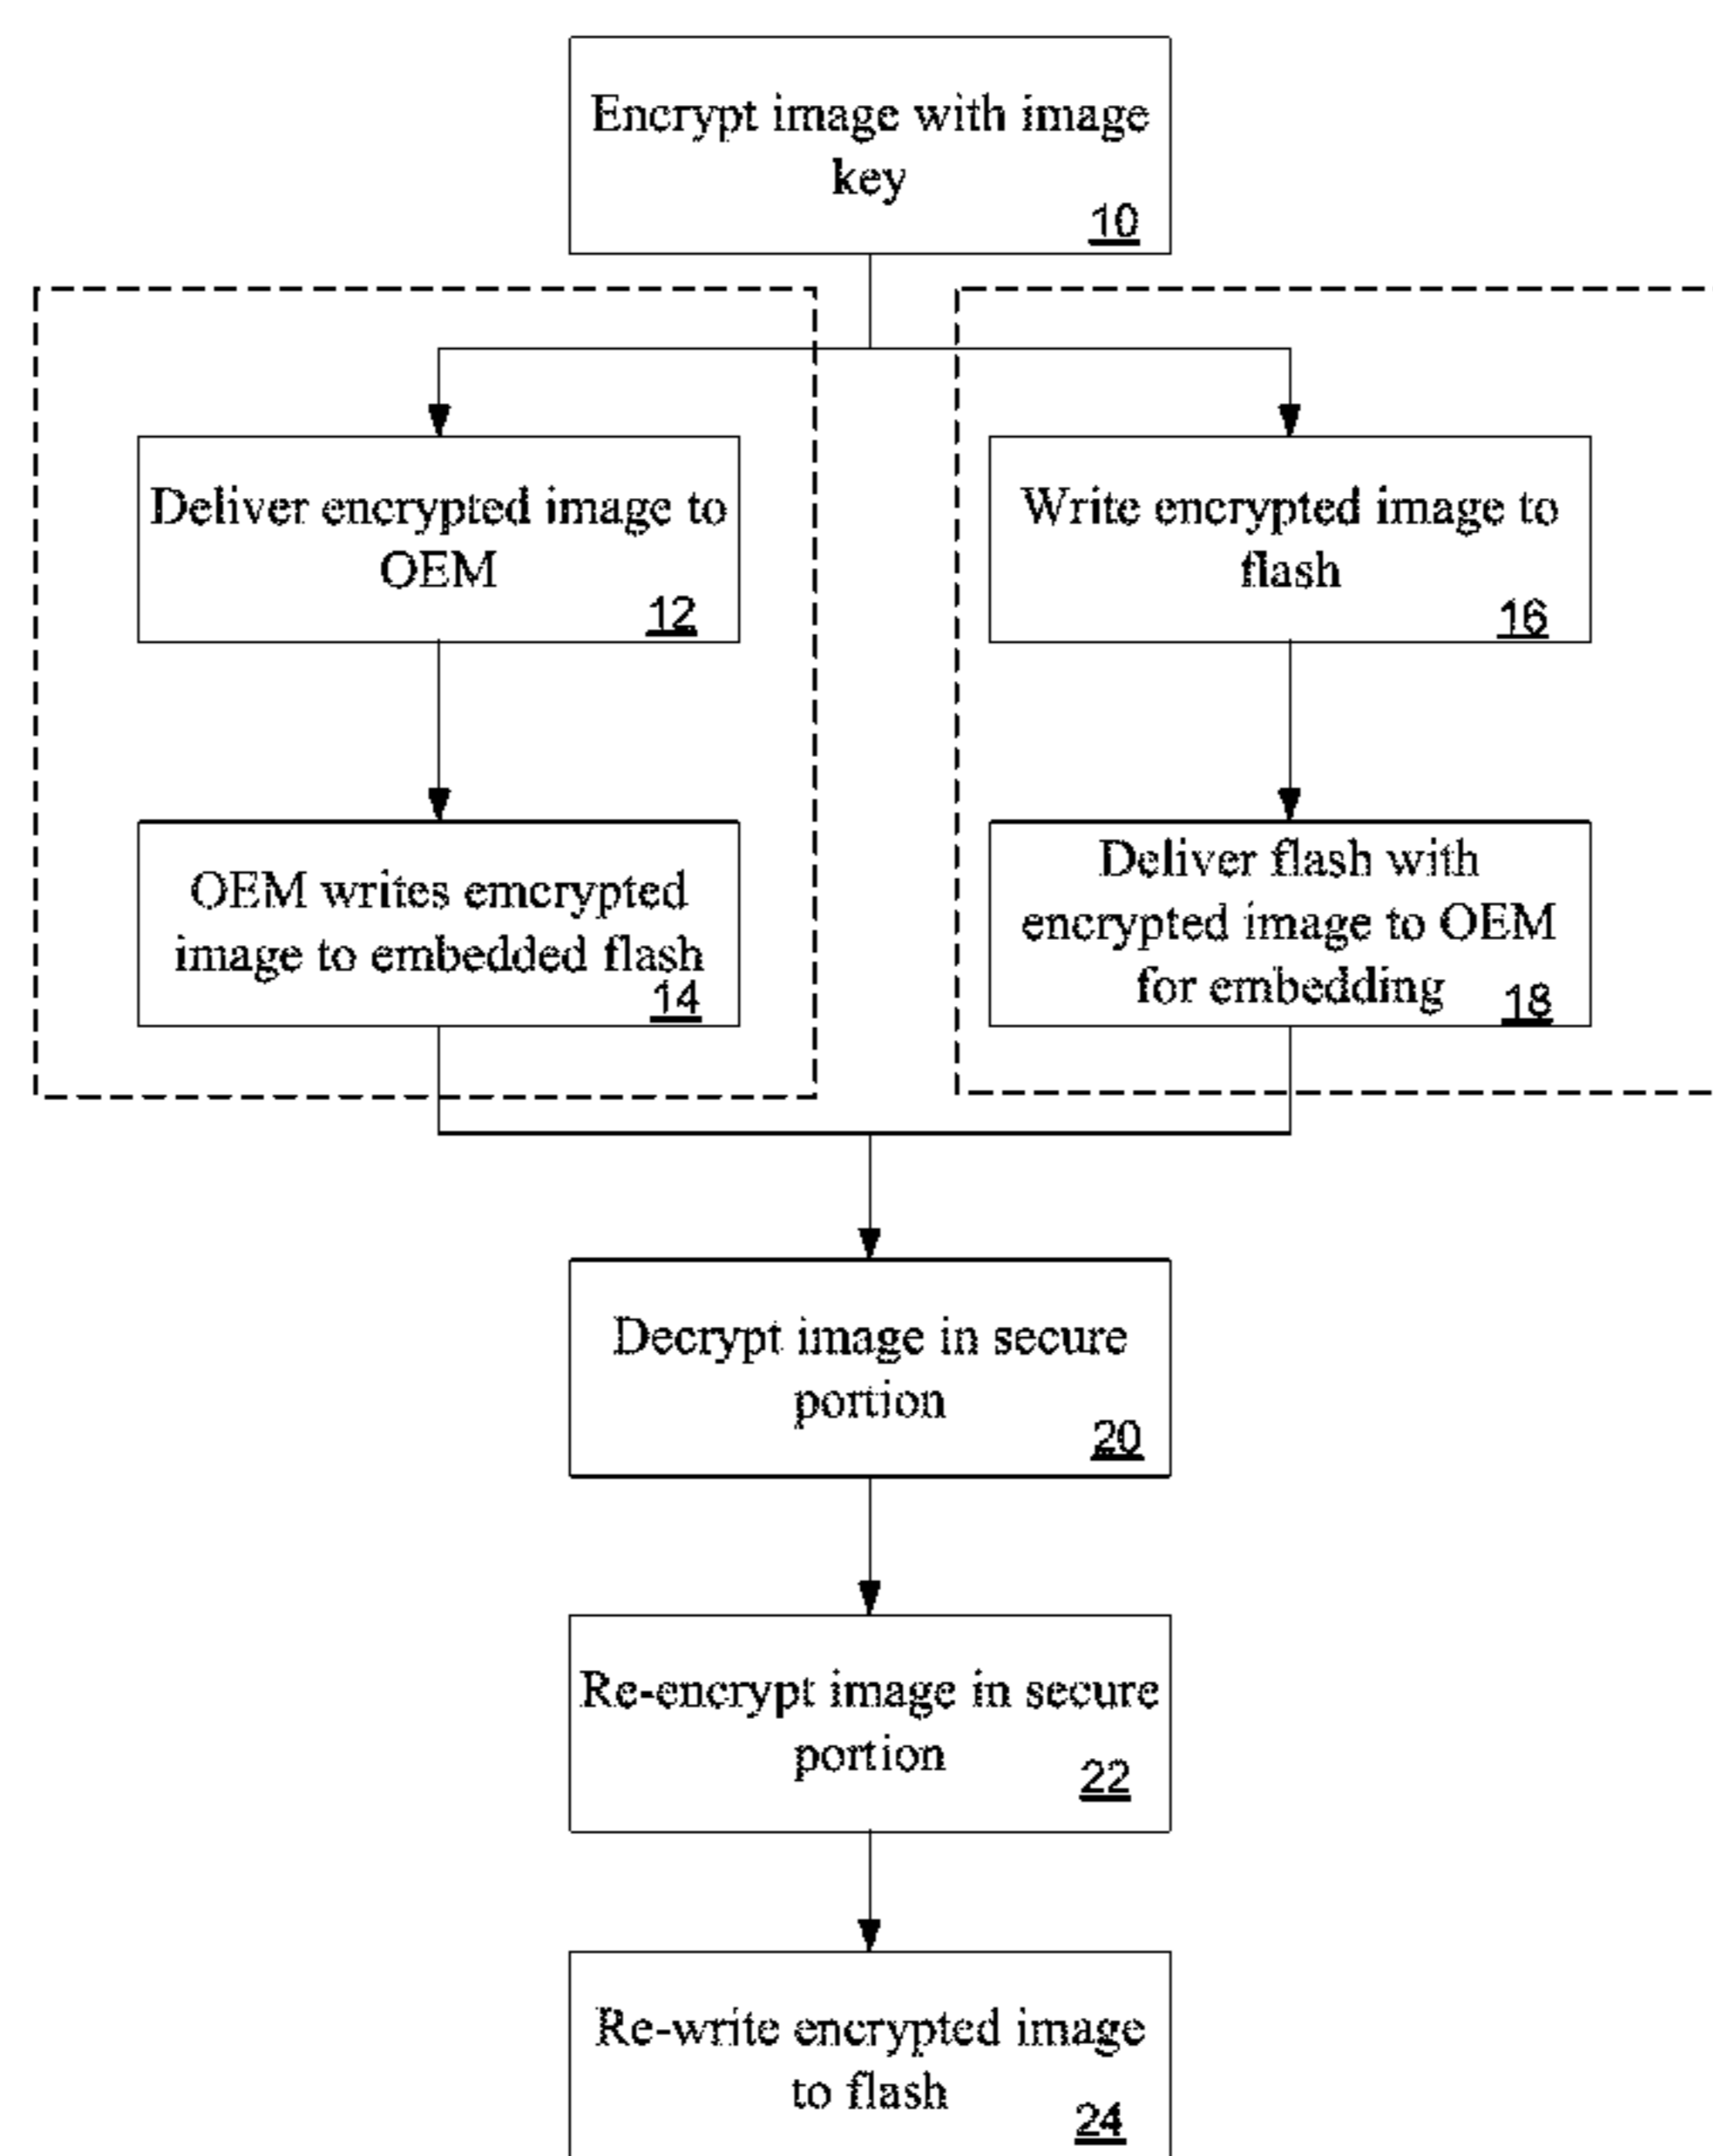 Encrypt image with image
key
10
Deliver encrypted image to
OEM
12
Write encrypted image to
flash
16
OEM writes emcrypted
image to embedded flash
14
Deliver flash with
encrypted image to OEM
for embedding
18
Decrypt image in secure
portion
20
Re-encrypt image in secure
portion
22
Re-write encrypted image
to flash
24